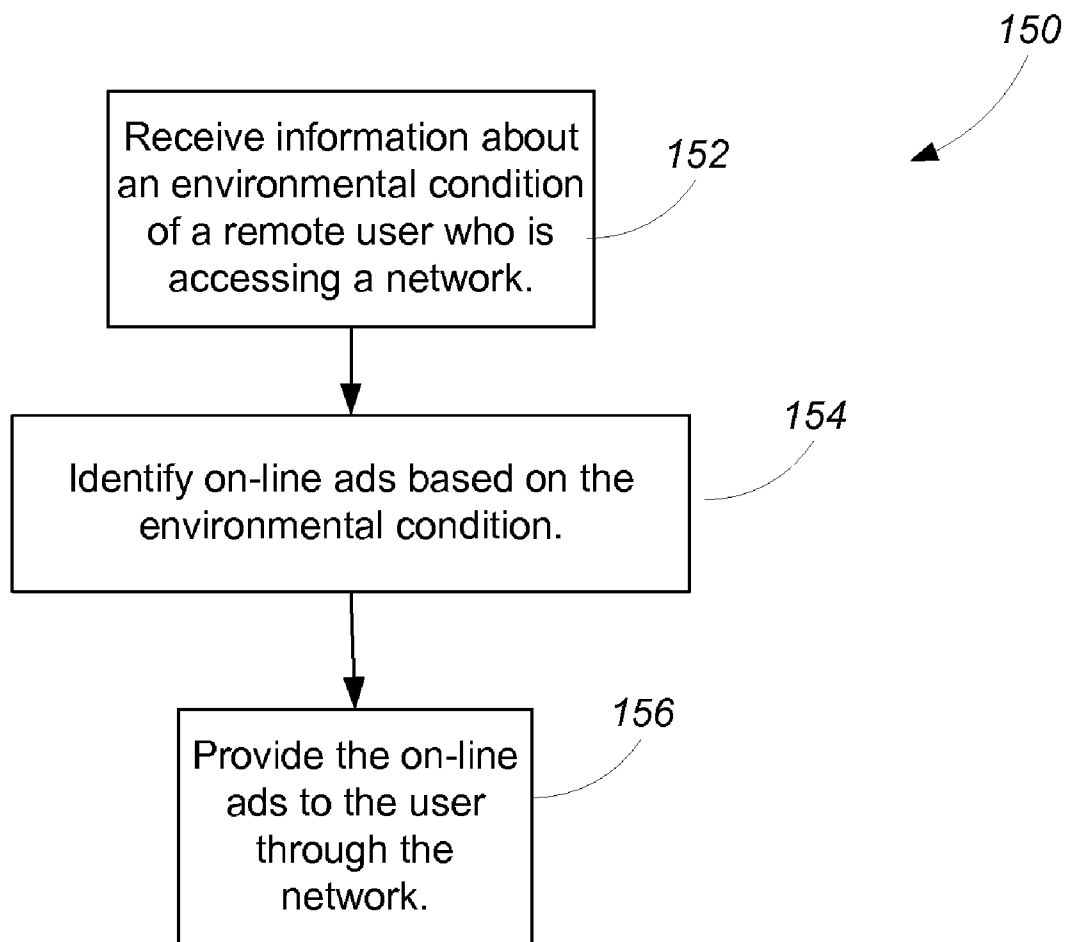 150
Receive information about
an environmental condition
of a remote user who is
accessing a network.
152
154
Identify on-line ads based on the
environmental condition.
156
Provide the on-line
ads to the user
through the
network.